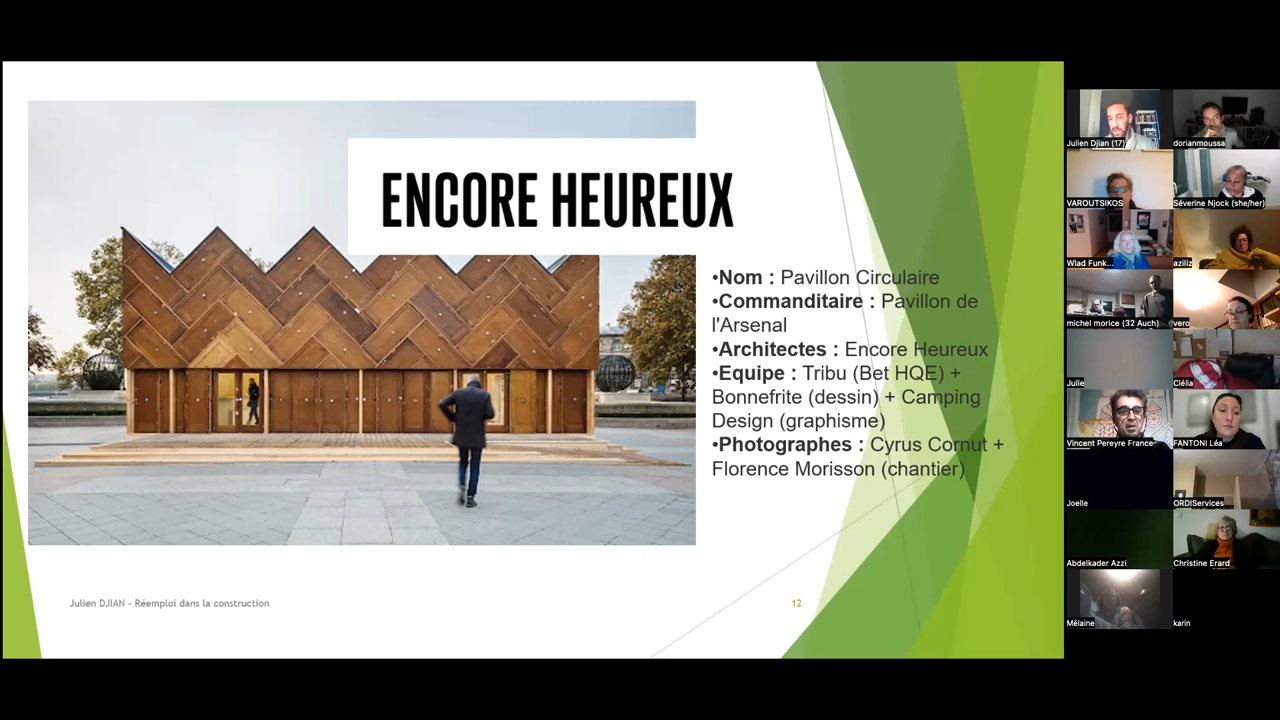 ENCORE HEUREUX
•Nom : Pavillon Circulaire
•Commanditaire : Pavillon de
l'Arsenal
•Architectes : Encore Heureux
•Equipe : Tribu (Bet HQE) +
Bonnefrite (dessin) + Camping
Design (graphisme)
•Photographes : Cyrus Cornut +
Florence Morisson (chantier)
Julien DJIAN - Réemploi dans la construction
12
Julien Djian (17)
dorianmoussa
VAROUTSIKOS
Séverine Njock (she/her)
Wlad Funk...
aziliz
michel morice (32 Auch)
vero
Julie
Clélia
Vincent Pereyre France-
FANTONI Léa
Joelle
ORDIServices
Abdelkader Azzi
Christine Erard
Mélaine
karin